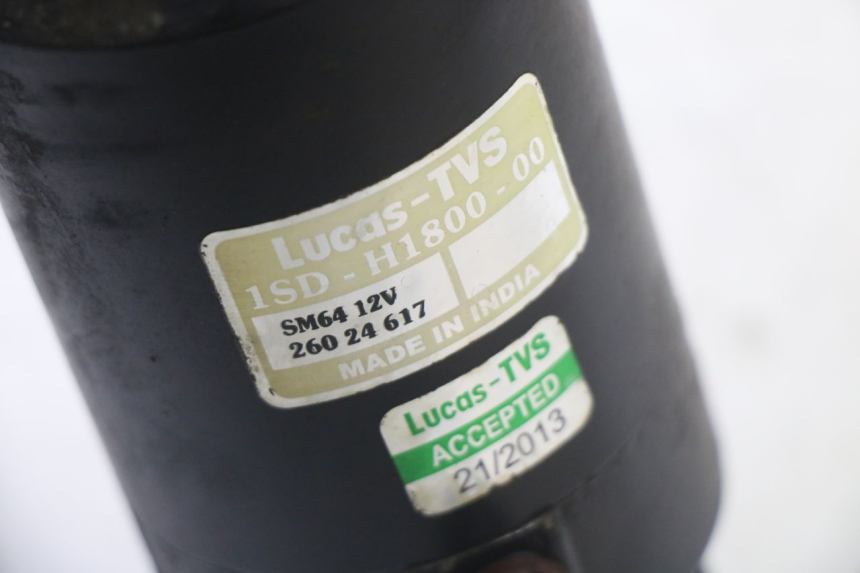 Lucas-TVS
1SD - H1800 - 00
SM64 12V
260 24 617
MADE IN INDIA
Lucas-TVS
ACCEPTED
21/2013